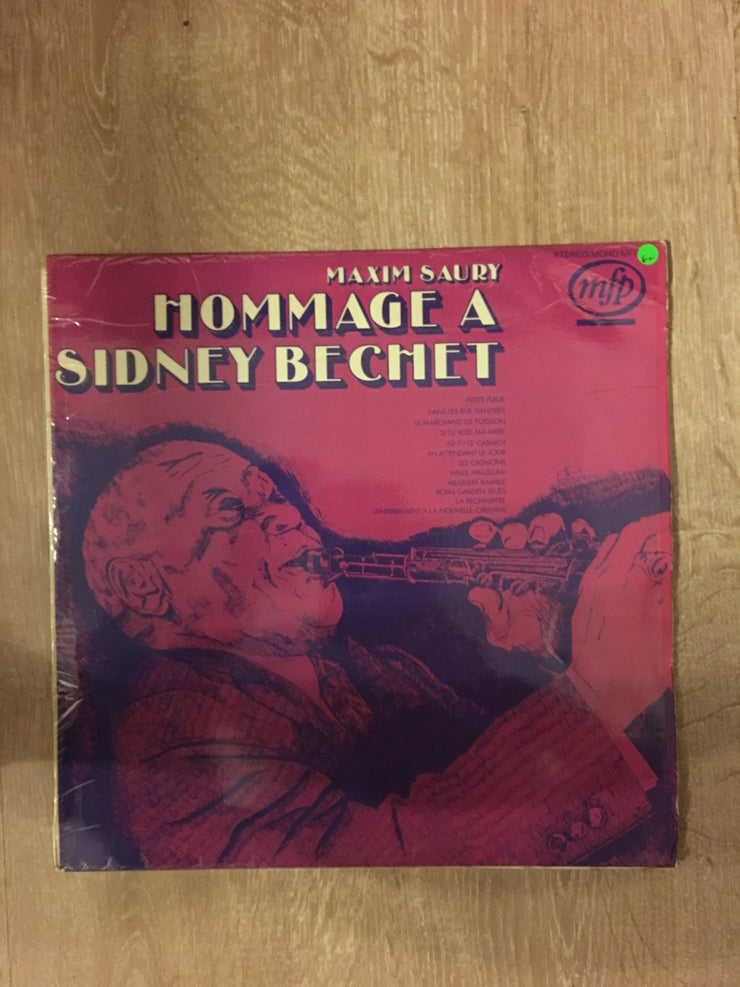 STEREO/MONO MFP
mfp
MAXIM SAURY
HOMMAGE A
SIDNEY BECHET
PETITE FLEUR
DANS LES RUE D'ANTIBES
LE MARCHAND DE POISSON
SI TU VOIS MA MERE
AS-TU LE CAFARD?
EN ATTENDANT LE JOUR
LES OIGNONS
HALLE, HALLELUIA
MUSKRAT RAMBLE
ROYAL GARDEN BLUES
LA RECHAUFFEE
L'ENTERREMENT A LA NOUVELLE ORLEANS